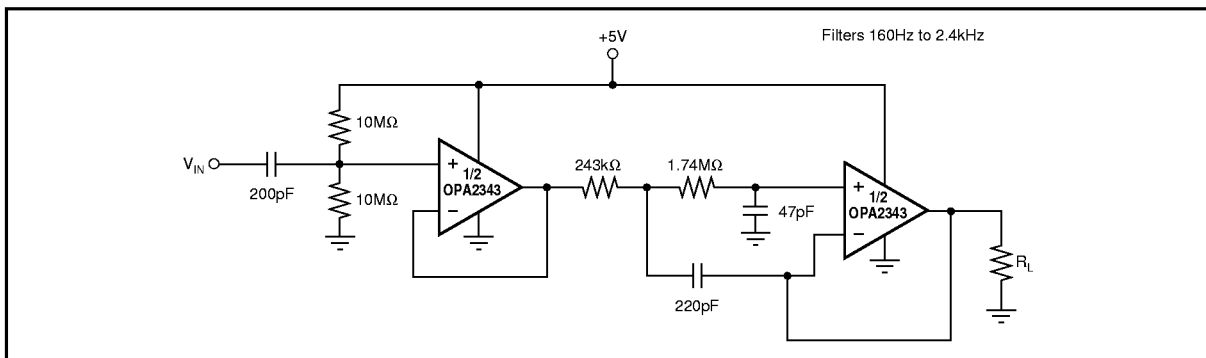 Filters 160Hz to 2.4kHz
+5V
10MΩ
V_IN
200pF
10MΩ
+
1/2
OPA2343
−
243kΩ
1.74MΩ
47pF
220pF
+
1/2
OPA2343
−
R_L